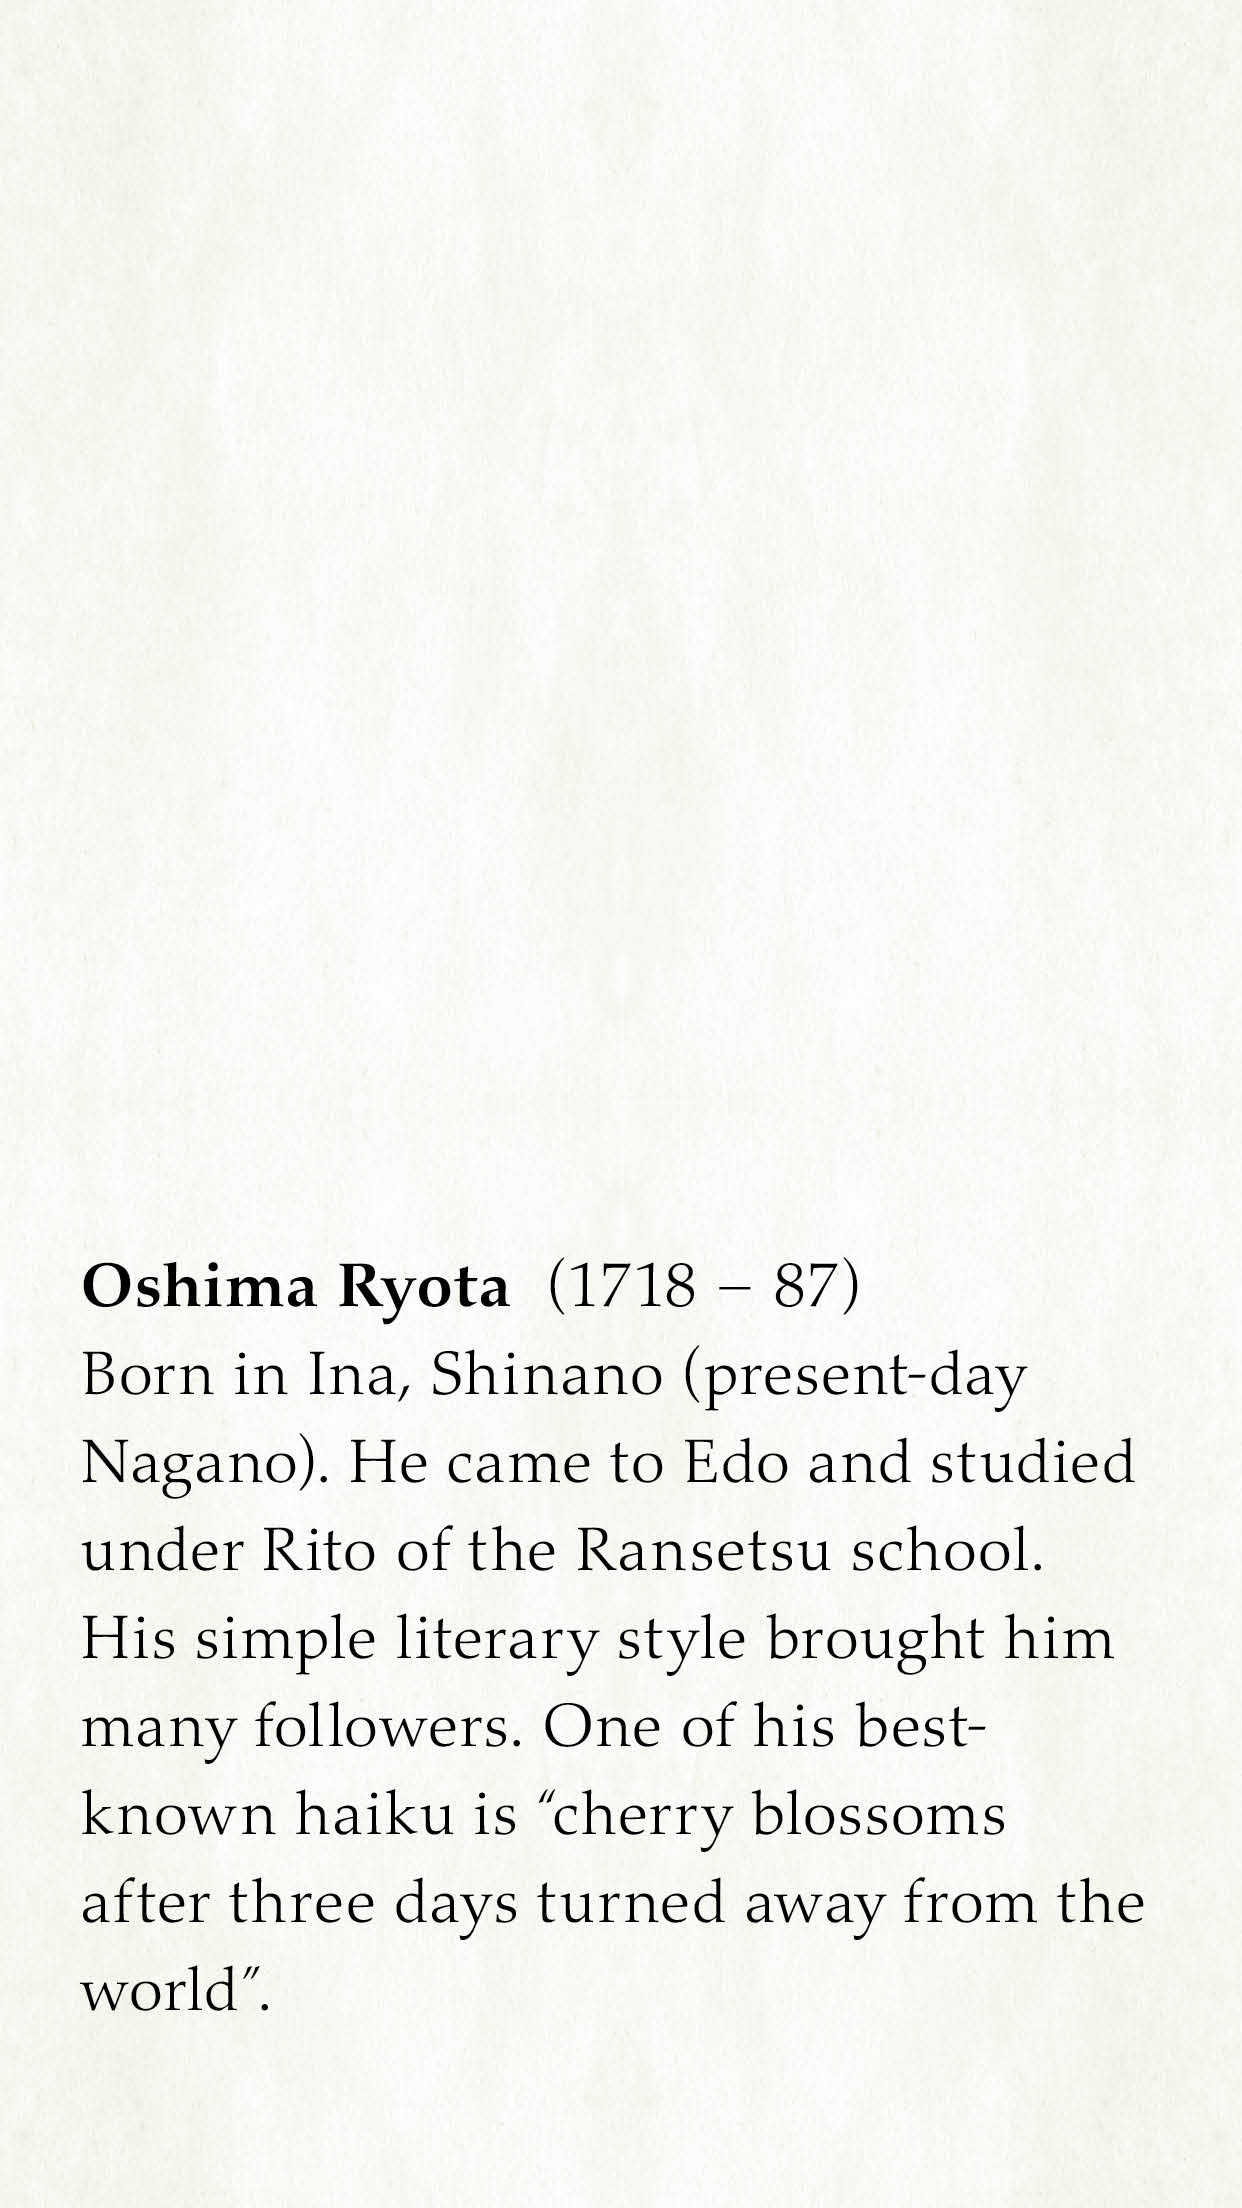 Oshima Ryota (1718 – 87)
Born in Ina, Shinano (present-day
Nagano). He came to Edo and studied
under Rito of the Ransetsu school.
His simple literary style brought him
many followers. One of his best-
known haiku is “cherry blossoms
after three days turned away from the
world”.